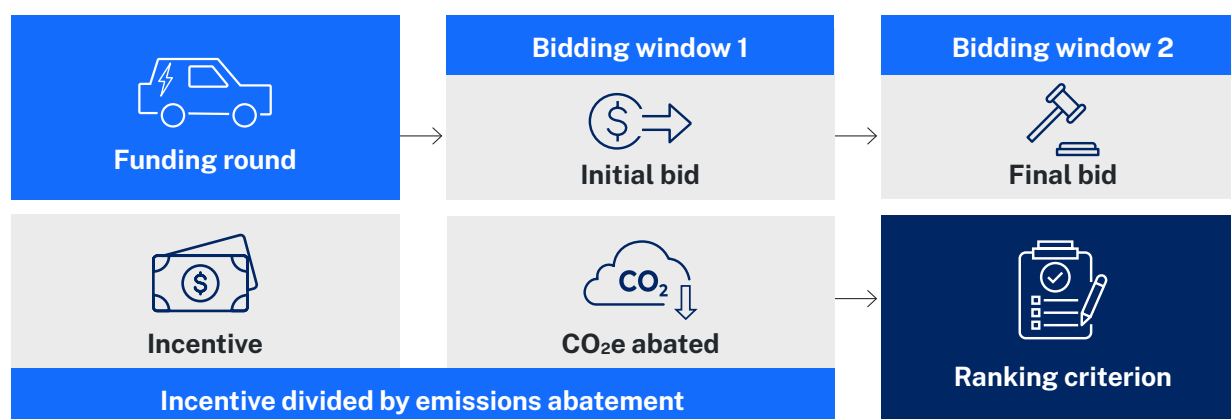 Funding round
Bidding window 1
Initial bid
Bidding window 2
Final bid
$
$
Incentive
CO₂
CO₂e abated
Incentive divided by emissions abatement
Ranking criterion